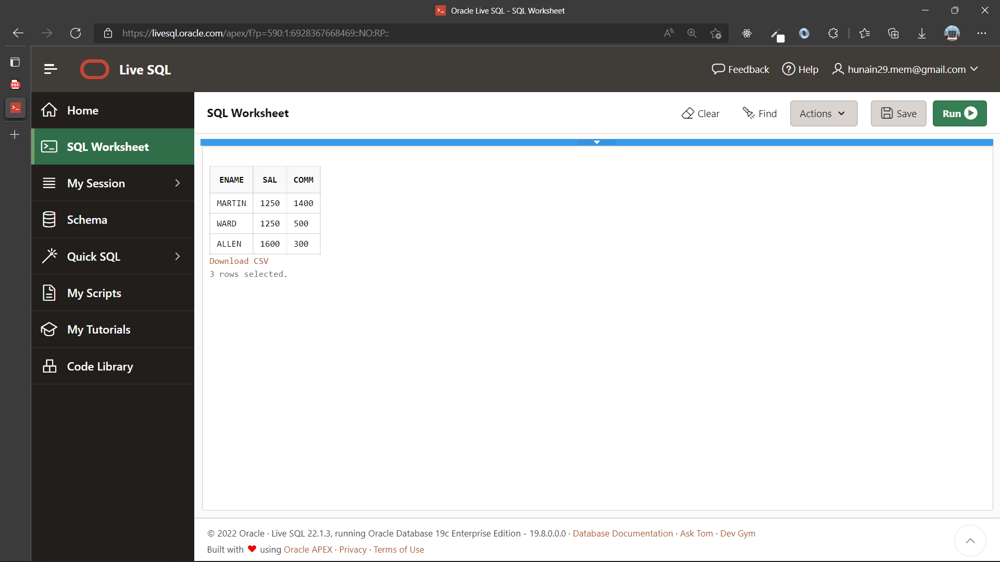 Oracle Live SQL - SQL Worksheet
https://livesql.oracle.com/apex/f?p=590:1:6928367668469::NO:RP::
Live SQL
Feedback
Help
hunain29.mem@gmail.com
Home
SQL Worksheet
My Session
Schema
Quick SQL
My Scripts
My Tutorials
Code Library
SQL Worksheet
Clear
Find
Actions
Save
Run
ENAME SAL COMM
MARTIN 1250 1400
WARD 1250 500
ALLEN 1600 300
Download CSV
3 rows selected.
© 2022 Oracle · Live SQL 22.1.3, running Oracle Database 19c Enterprise Edition - 19.8.0.0.0 · Database Documentation · Ask Tom · Dev Gym
Built with ❤ using Oracle APEX · Privacy · Terms of Use